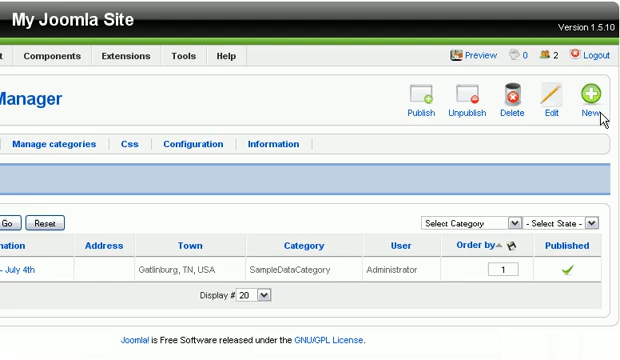 My Joomla Site
Version 1.5.10
t Components Extensions Tools Help Preview 0 2 Logout
Manager Publish Unpublish Delete Edit New
Manage categories Css Configuration Information
Go Reset Select Category - Select State -
nation Address Town Category User Order by Published
- July 4th Gatlinburg, TN, USA SampleDataCategory Administrator 1
Display # 20
Joomla! is Free Software released under the GNU/GPL License.